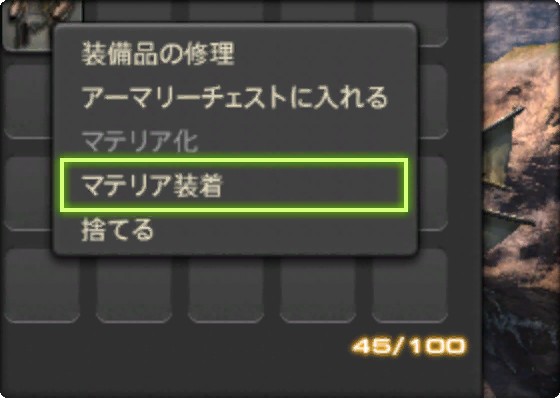 装備品の修理
アーマリーチェストに入れる
マテリア化
マテリア装着
捨てる
45/100